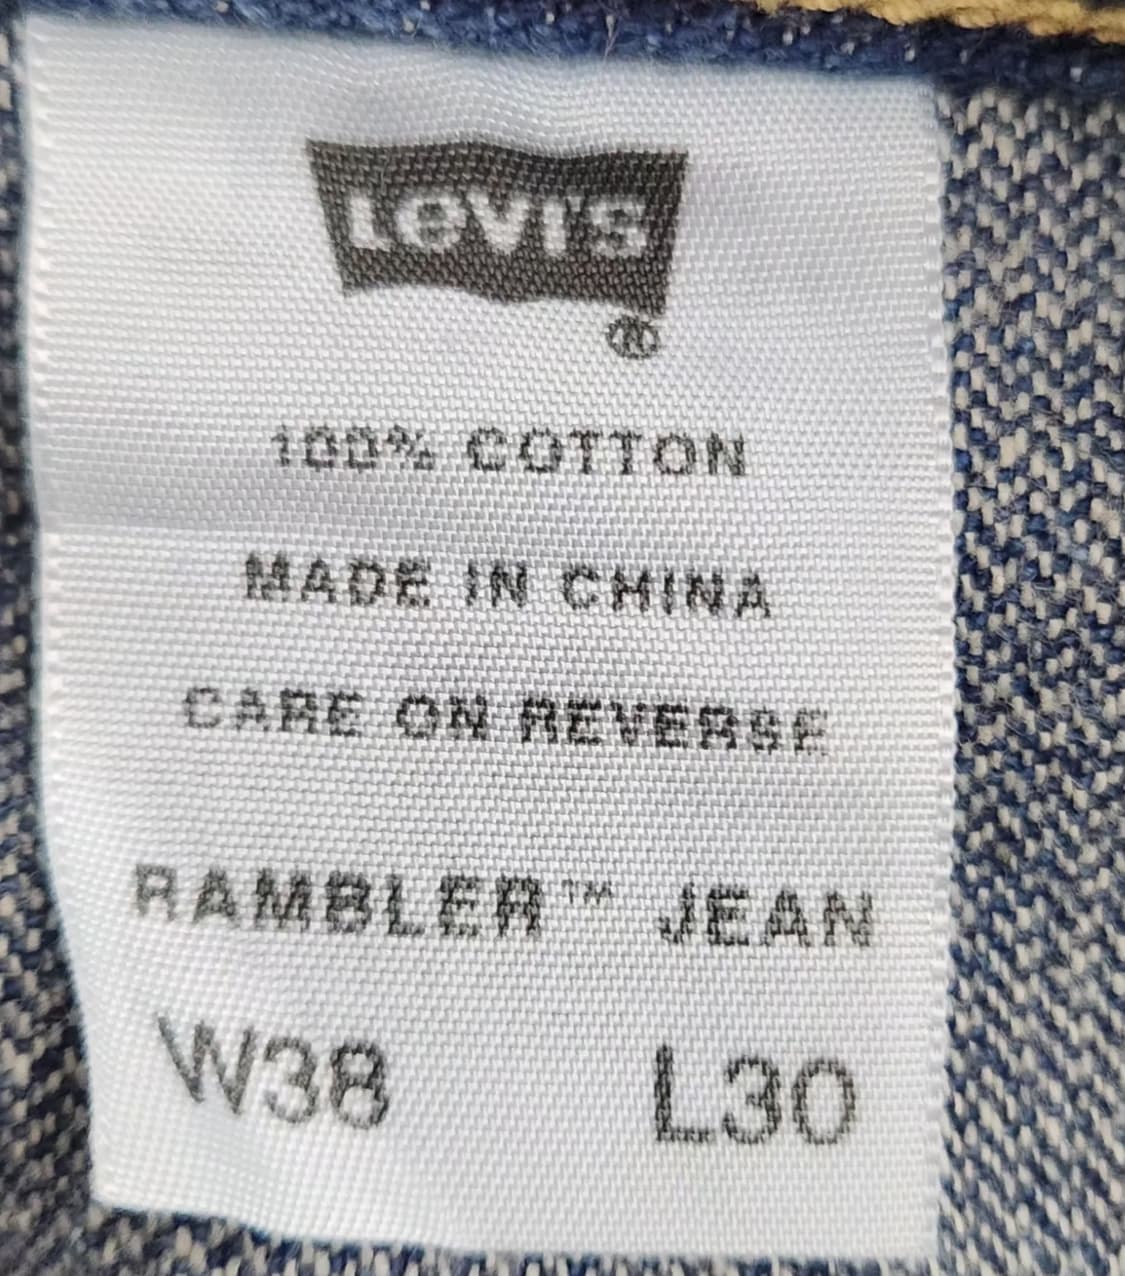 Levi's
®
100% COTTON
MADE IN CHINA
CARE ON REVERSE
RAMBLER™ JEAN
W38 L30